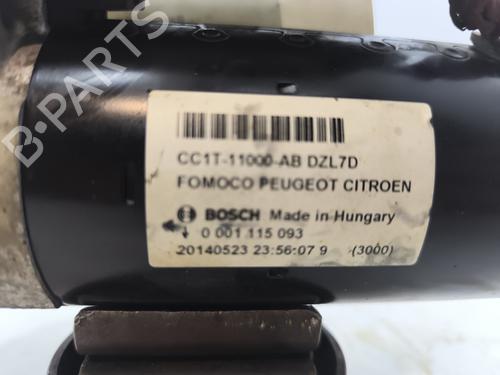 CC1T-11000-AB DZL7D
FOMOCO PEUGEOT CITROEN
BOSCH Made in Hungary
0 001 115 093
20140523 23:56:07 9 (3000)
B-PARTS